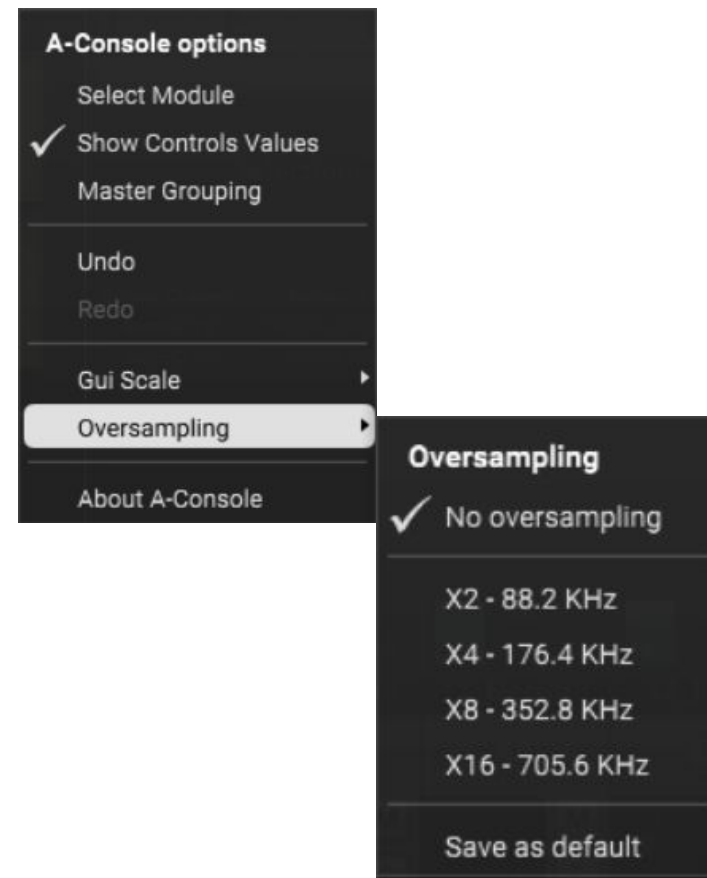 A-Console options
Select Module
Show Controls Values
Master Grouping
Undo
Redo
Gui Scale
Oversampling
About A-Console
Oversampling
No oversampling
X2 - 88.2 KHz
X4 - 176.4 KHz
X8 - 352.8 KHz
X16 - 705.6 KHz
Save as default